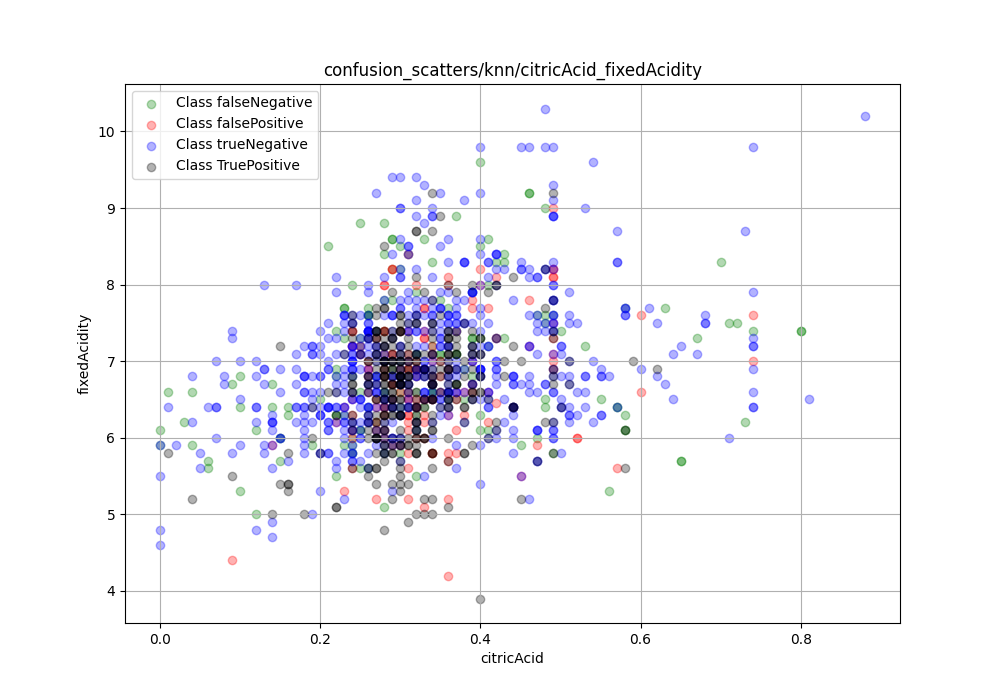 confusion_scatters/knn/citricAcid_fixedAcidity
Class falseNegative
Class falsePositive
Class trueNegative
Class TruePositive
fixedAcidity
10
9
8
7
6
5
4
0.0 0.2 0.4 0.6 0.8
citricAcid